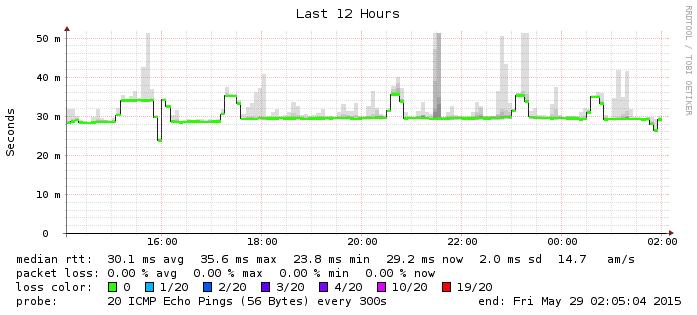 Last 12 Hours
RRDTOOL / TOBI OETIKER
Seconds
50 m
40 m
30 m
20 m
10 m
0
16:00 18:00 20:00 22:00 00:00 02:00
median rtt: 30.1 ms avg 35.6 ms max 23.8 ms min 29.2 ms now 2.0 ms sd 14.7 am/s
packet loss: 0.00 % avg 0.00 % max 0.00 % min 0.00 % now
loss color: 0 1/20 2/20 3/20 4/20 10/20 19/20
probe: 20 ICMP Echo Pings (56 Bytes) every 300s end: Fri May 29 02:05:04 2015